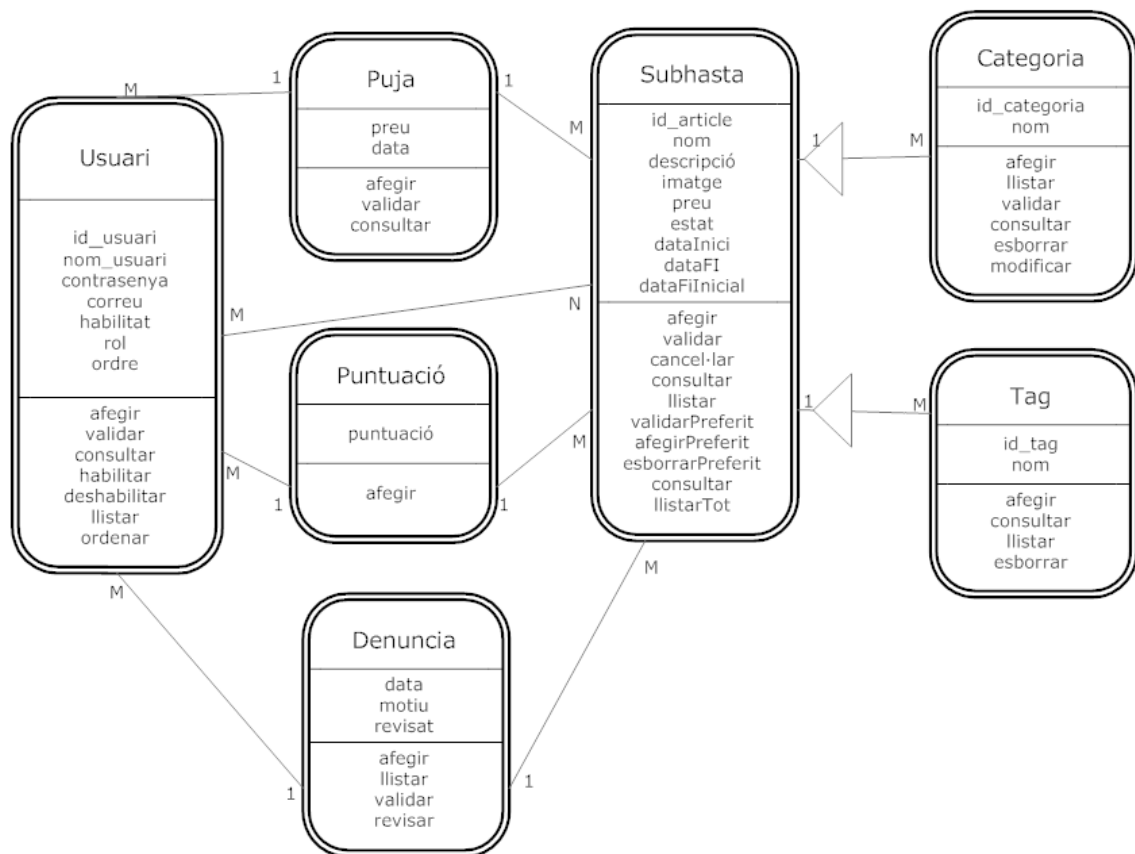 Usuari
id_usuari
nom_usuari
contrasenya
correu
habilitat
rol
ordre
afegir
validar
consultar
habilitar
deshabilitar
llistar
ordenar
M
1
Puja
preu
data
afegir
validar
consultar
1
M
M
N
Puntuació
puntuació
afegir
M
1
1
M
Denuncia
data
motiu
revisat
afegir
llistar
validar
revisar
M
1
1
M
Subhasta
id_article
nom
descripció
imatge
preu
estat
dataInici
dataFI
dataFiInicial
afegir
validar
cancel·lar
consultar
llistar
validarPreferit
afegirPreferit
esborrarPreferit
consultar
llistarTot
1
M
Categoria
id_categoria
nom
afegir
llistar
validar
consultar
esborrar
modificar
1
M
Tag
id_tag
nom
afegir
consultar
llistar
esborrar